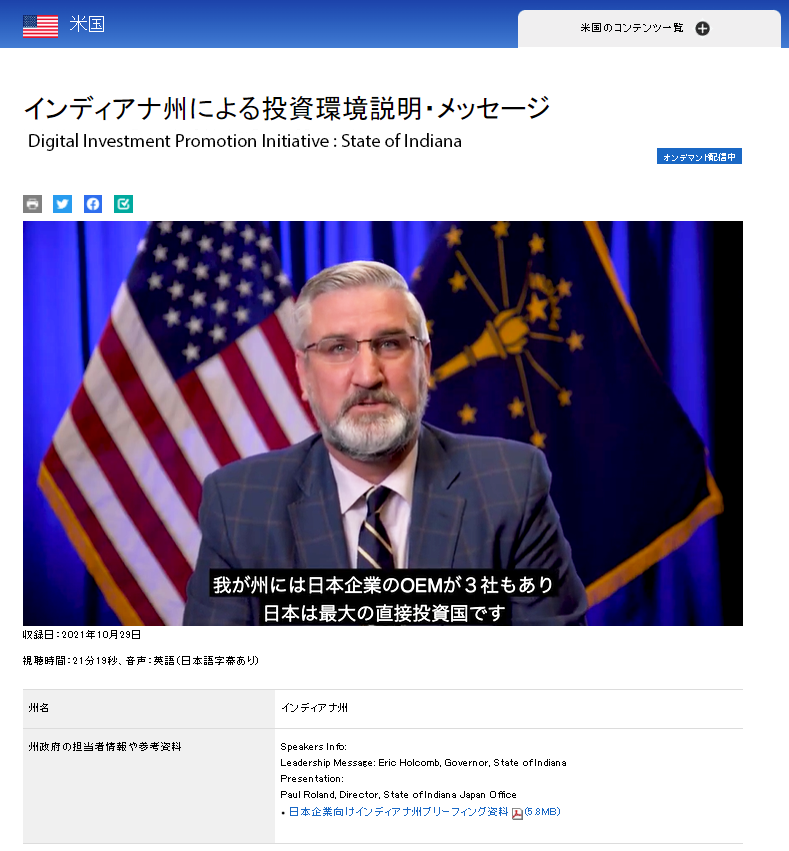 米国
米国のコンテンツ一覧
インディアナ州による投資環境説明・メッセージ
Digital Investment Promotion Initiative : State of Indiana
オンデマンド配信中
我が州には日本企業のOEMが３社もあり
日本は最大の直接投資国です
収録日：2021年10月29日
視聴時間：21分19秒、音声：英語（日本語字幕あり）
州名
インディアナ州
州政府の担当者情報や参考資料
Speakers Info:
Leadership Message: Eric Holcomb, Governor, State of Indiana
Presentation:
Paul Roland, Director, State of Indiana Japan Office
• 日本企業向けインディアナ州ブリーフィング資料 (5.8MB)